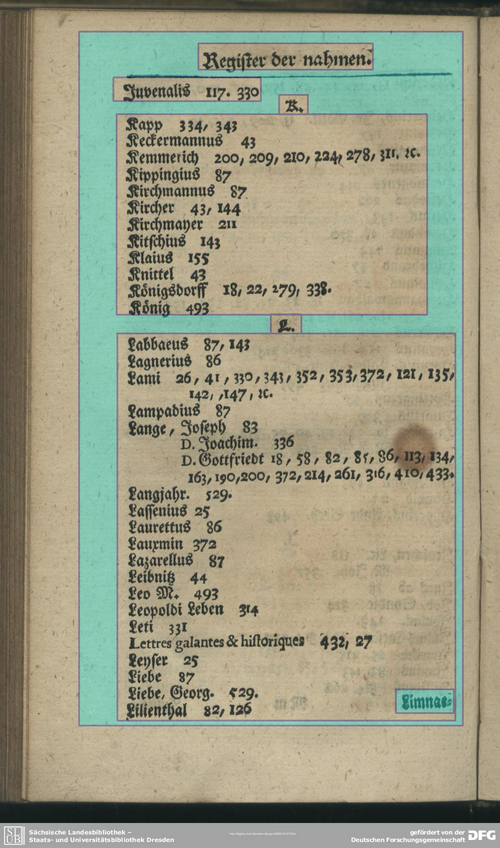 Register der nahmen.
Juvenalis 117. 330
K.
Kapp 334, 343
Keckermannus 43
Kemmerich 200, 209, 210, 224, 278, 311, ꝛc.
Kippingius 87
Kirchmannus 87
Kircher 43, 144
Kirchmayer 211
Kitschius 143
Klaius 155
Knittel 43
Königsdorff 18, 22, 279, 338.
König 493
L.
Labbaeus 87, 143
Lagnerius 86
Lami 26, 41, 330, 343, 352, 353, 372, 121, 135,
142, ,147, ꝛc.
Lampadius 87
Lange, Joseph 83
D. Joachim. 336
D. Gottfriedt 18, 58, 82, 85, 86, 113, 134,
163, 190, 200, 372, 214, 261, 316, 410, 433.
Langjahr. 529.
Lassenius 25
Laurettus 86
Lauxmin 372
Lazarellus 87
Leibnitz 44
Leo M. 493
Leopoldi Leben 314
Leti 331
Lettres galantes & historiques 432, 27
Leyser 25
Liebe 87
Liebe, Georg. 529.
Lilienthal 82, 126
Limnae-
Sächsische Landesbibliothek –
Staats- und Universitätsbibliothek Dresden
gefördert von der
Deutschen Forschungsgemeinschaft DFG